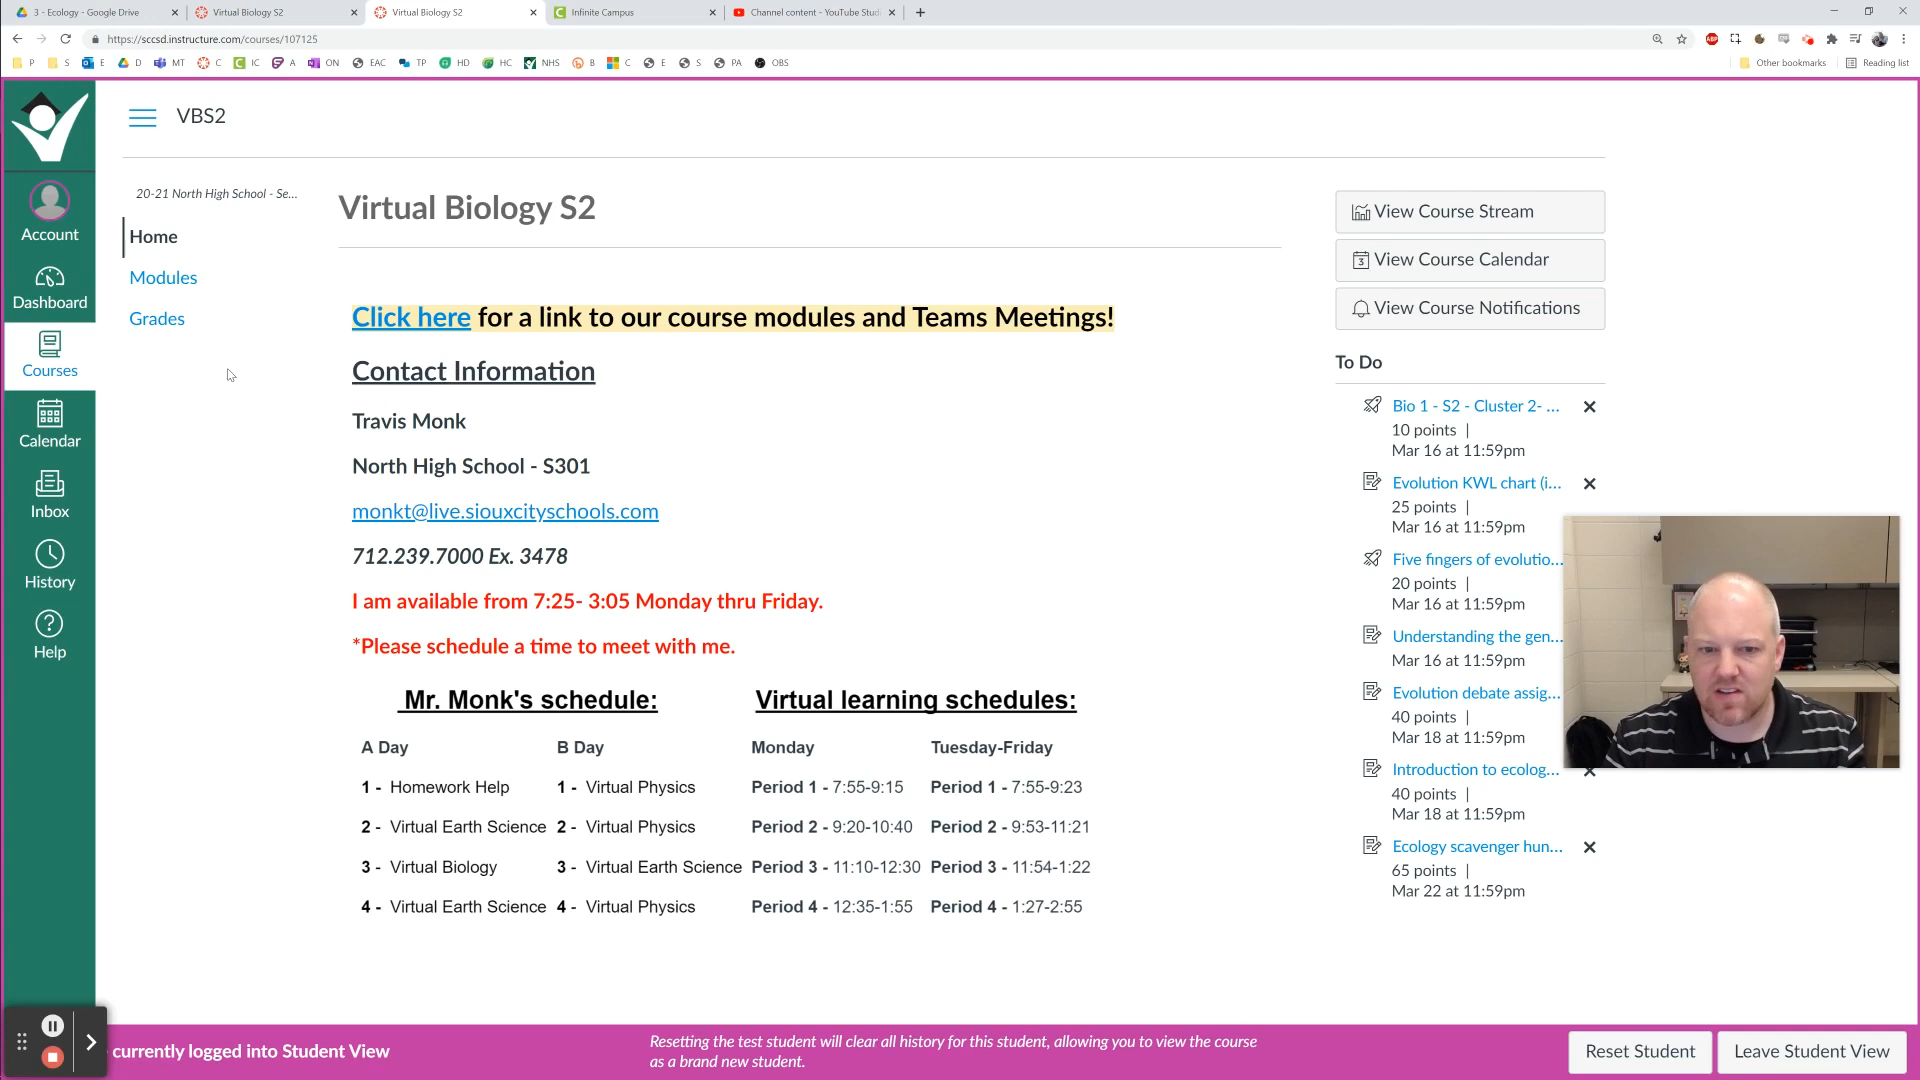 3 - Ecology - Google Drive
Virtual Biology S2
Virtual Biology S2
Infinite Campus
Channel content - YouTube Stud
https://sccsd.instructure.com/courses/107125
P S E D MT C IC A ON EAC TP HD HC NHS B C E S PA OBS
Other bookmarks
Reading list
VBS2
20-21 North High School - Se...
Home
Modules
Grades
Account
Dashboard
Courses
Calendar
Inbox
History
Help
Virtual Biology S2
Click here for a link to our course modules and Teams Meetings!
Contact Information
Travis Monk
North High School - S301
monkt@live.siouxcityschools.com
712.239.7000 Ex. 3478
I am available from 7:25- 3:05 Monday thru Friday.
*Please schedule a time to meet with me.
Mr. Monk's schedule: Virtual learning schedules:
A Day B Day Monday Tuesday-Friday
1 - Homework Help 1 - Virtual Physics Period 1 - 7:55-9:15 Period 1 - 7:55-9:23
2 - Virtual Earth Science 2 - Virtual Physics Period 2 - 9:20-10:40 Period 2 - 9:53-11:21
3 - Virtual Biology 3 - Virtual Earth Science Period 3 - 11:10-12:30 Period 3 - 11:54-1:22
4 - Virtual Earth Science 4 - Virtual Physics Period 4 - 12:35-1:55 Period 4 - 1:27-2:55
View Course Stream
3 View Course Calendar
View Course Notifications
To Do
Bio 1 - S2 - Cluster 2- ...
10 points |
Mar 16 at 11:59pm
Evolution KWL chart (i...
25 points |
Mar 16 at 11:59pm
Five fingers of evolutio...
20 points |
Mar 16 at 11:59pm
Understanding the gen...
Mar 16 at 11:59pm
Evolution debate assig...
40 points |
Mar 18 at 11:59pm
Introduction to ecolog...
40 points |
Mar 18 at 11:59pm
Ecology scavenger hun...
65 points |
Mar 22 at 11:59pm
currently logged into Student View
Resetting the test student will clear all history for this student, allowing you to view the course
as a brand new student.
Reset Student
Leave Student View